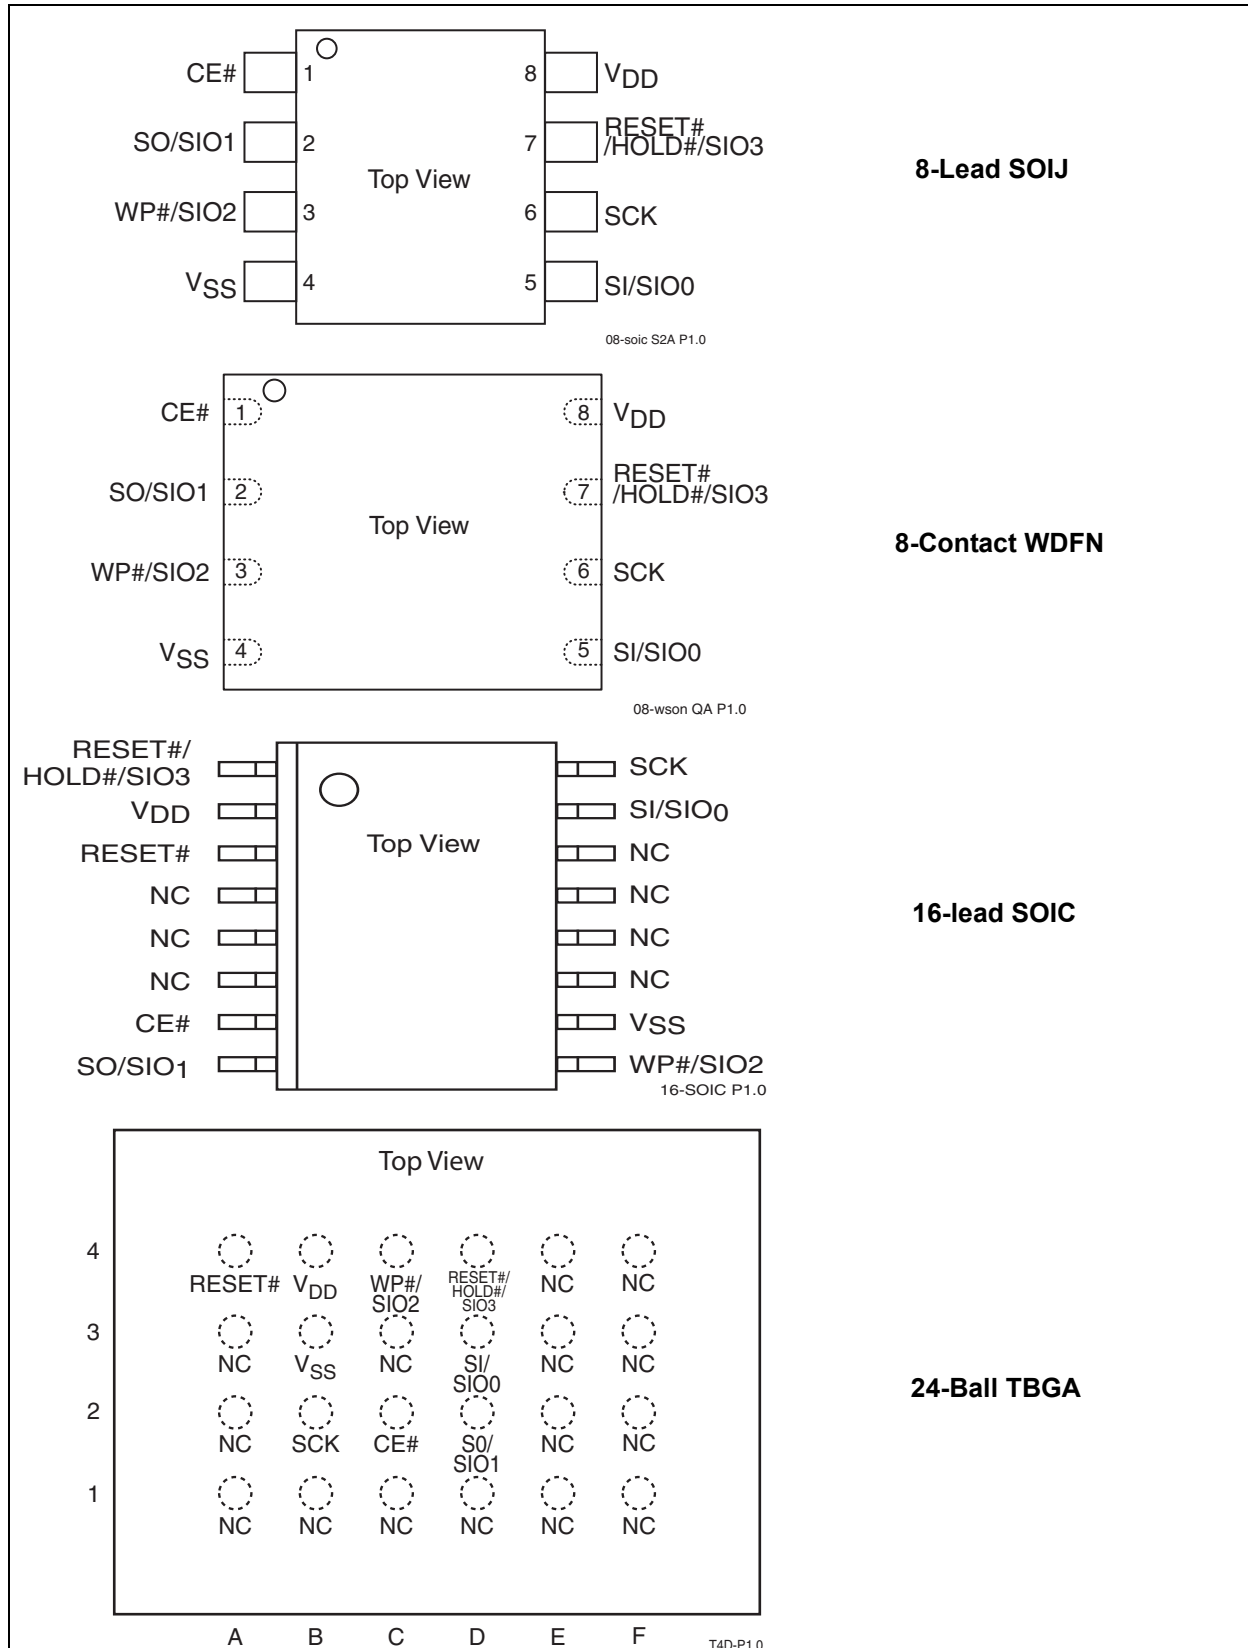 CE# 1 8 VDD
SO/SIO1 2 7 RESET#
/HOLD#/SIO3
Top View
8-Lead SOIJ
WP#/SIO2 3 6 SCK
VSS 4 5 SI/SIO0
08-soic S2A P1.0
CE# 1 8 VDD
SO/SIO1 2 7 RESET#
/HOLD#/SIO3
Top View
8-Contact WDFN
WP#/SIO2 3 6 SCK
VSS 4 5 SI/SIO0
08-wson QA P1.0
RESET#/
HOLD#/SIO3 SCK
VDD SI/SIO0
Top View
RESET# NC
NC NC
16-lead SOIC
NC NC
NC NC
CE# VSS
SO/SIO1 WP#/SIO2
16-SOIC P1.0
Top View
4
RESET# VDD WP#/
SIO2 RESET#/
HOLD#/
SIO3 NC NC
3
NC VSS NC SI/
SIO0 NC NC
24-Ball TBGA
2
NC SCK CE# S0/
SIO1 NC NC
1
NC NC NC NC NC NC
A B C D E F
T4D-P1.0